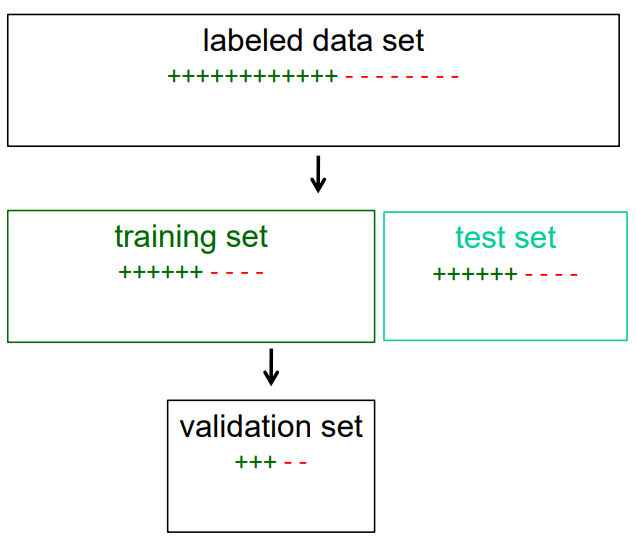 labeled data set
++++++++++++ - - - - - - - -
training set
++++++ - - - -
test set
++++++ - - - -
validation set
+++ - -